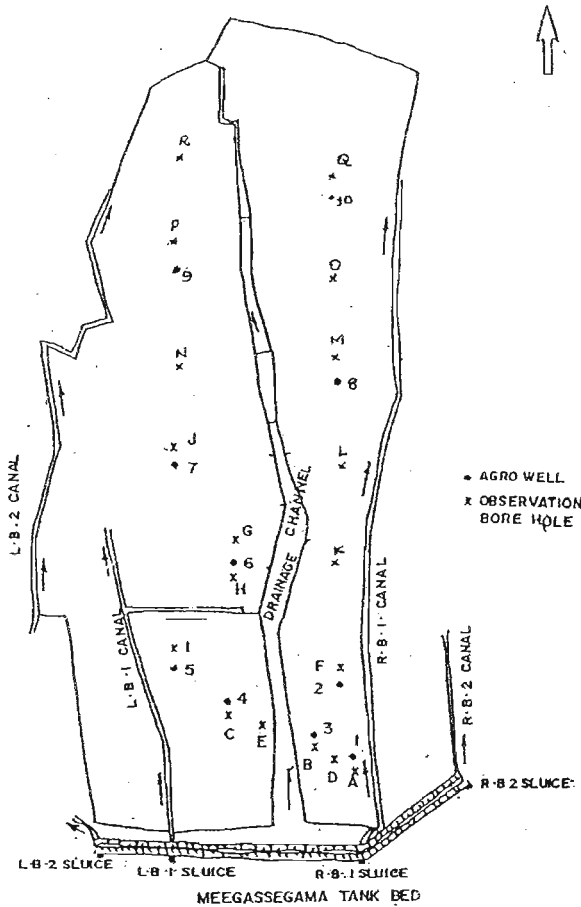 R
Q
10
P
9
O
M
8
N
J
7
L·B·2 CANAL
• AGRO WELL
x OBSERVATION
BORE HOLE
G
6
H
DRAINAGE CHANNEL
K
R·B·1 CANAL
L·B·1 CANAL
I
5
F
2
R·B·2 CANAL
4
C
E
3
B
D
1
A
R·B·2 SLUICE
L·B·2 SLUICE
L·B·1 SLUICE
R·B·1 SLUICE
MEEGASSEGAMA TANK BED